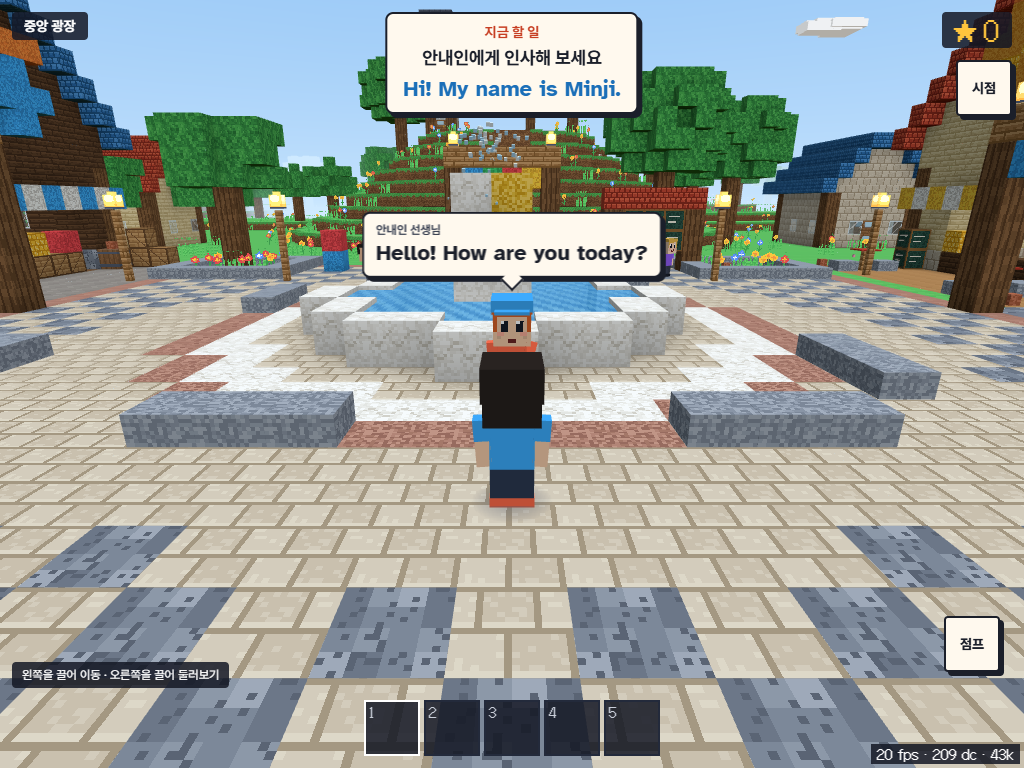 중앙 광장
지금 할 일
안내인에게 인사해 보세요
Hi! My name is Minji.
0
시점
안내인 선생님
Hello! How are you today?
점프
왼쪽을 끌어 이동 · 오른쪽을 끌어 둘러보기
1 2 3 4 5
20 fps · 209 dc · 43k